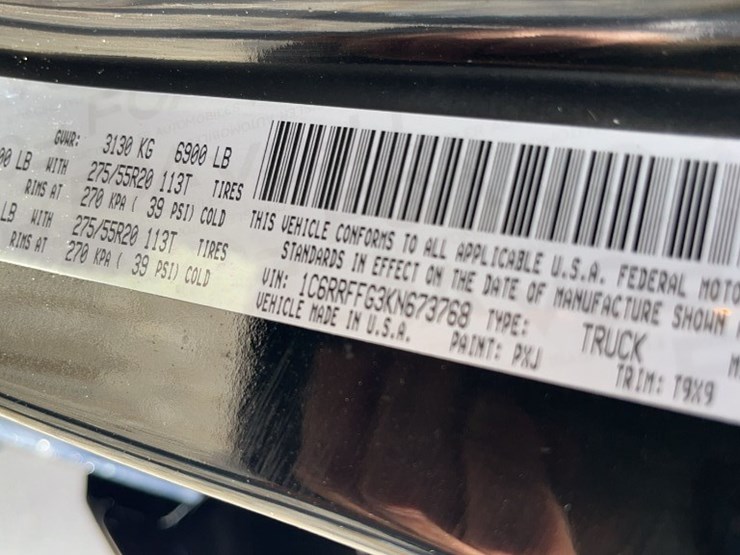 GVWR: 3130 KG 6900 LB
00 LB WITH 275/55R20 113T TIRES
RIMS AT 270 KPA ( 39 PSI) COLD
LB WITH 275/55R20 113T TIRES
RIMS AT 270 KPA ( 39 PSI) COLD
THIS VEHICLE CONFORMS TO ALL APPLICABLE U.S.A. FEDERAL MOTO
STANDARDS IN EFFECT ON THE DATE OF MANUFACTURE SHOWN
VIN: 1C6RRFFG3KN673768 TYPE: TRUCK
VEHICLE MADE IN U.S.A. PAINT: PXJ TRIM: T9X9